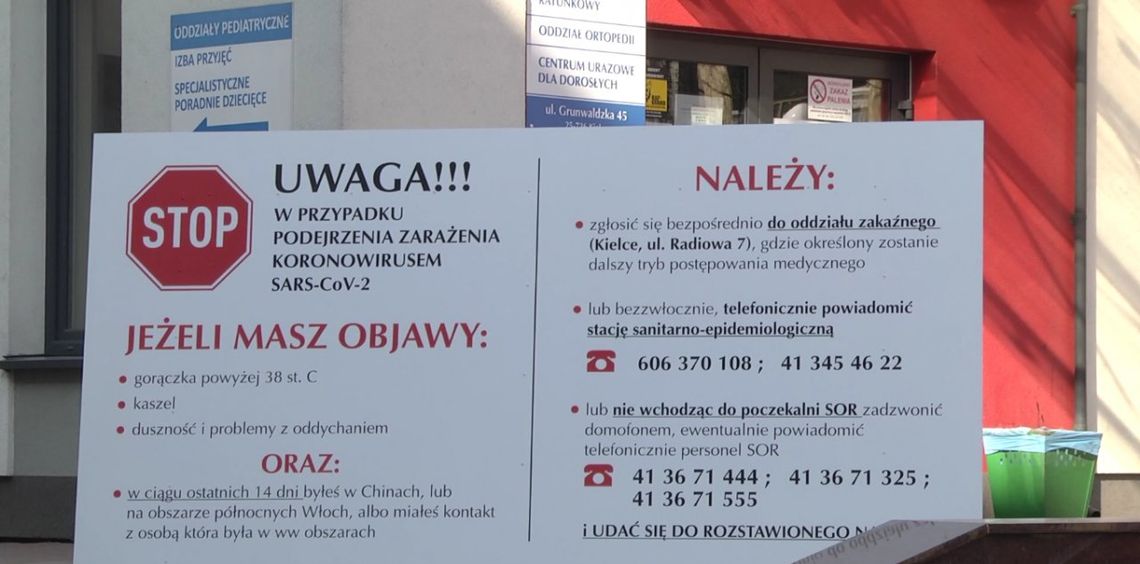 ODDZIAŁY PEDIATRYCZNE
IZBA PRZYJĘĆ
SPECJALISTYCZNE
PORADNIE DZIECIĘCE
RATUNKOWY
ODDZIAŁ ORTOPEDII
CENTRUM URAZOWE
DLA DOROSŁYCH
ul. Grunwaldzka 45
ZAKAZ
PALENIA
STOP
UWAGA!!!
W PRZYPADKU
PODEJRZENIA ZARAŻENIA
KORONOWIRUSEM
SARS-CoV-2
JEŻELI MASZ OBJAWY:
• gorączka powyżej 38 st. C
• kaszel
• duszność i problemy z oddychaniem
ORAZ:
• w ciągu ostatnich 14 dni byłeś w Chinach, lub
na obszarze północnych Włoch, albo miałeś kontakt
z osobą która była w ww obszarach
NALEŻY:
• zgłosić się bezpośrednio do oddziału zakaźnego
(Kielce, ul. Radiowa 7), gdzie określony zostanie
dalszy tryb postępowania medycznego
• lub bezzwłocznie, telefonicznie powiadomić
stację sanitarno-epidemiologiczną
606 370 108 ; 41 345 46 22
• lub nie wchodząc do poczekalni SOR zadzwonić
domofonem, ewentualnie powiadomić
telefonicznie personel SOR
41 36 71 444 ; 41 36 71 325 ;
41 36 71 555
i UDAĆ SIĘ DO ROZSTAWIONEGO
do oddziału